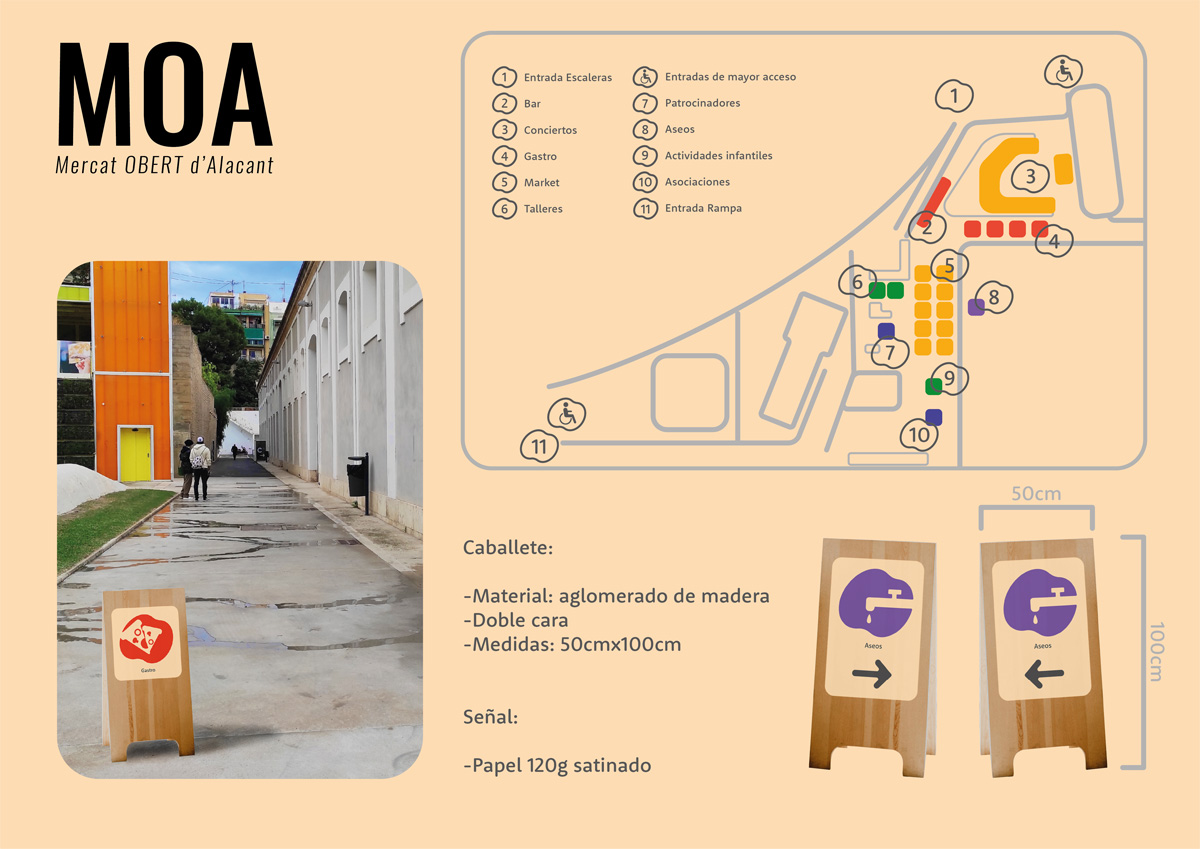 MOA
Mercat OBERT d'Alacant
1 Entrada Escaleras
2 Bar
3 Conciertos
4 Gastro
5 Market
6 Talleres
Entradas de mayor acceso
7 Patrocinadores
8 Aseos
9 Actividades infantiles
10 Asociaciones
11 Entrada Rampa
1
3
2
4
5
6
8
7
9
10
11
Gastro
Caballete:
-Material: aglomerado de madera
-Doble cara
-Medidas: 50cmx100cm
Señal:
-Papel 120g satinado
50cm
100cm
Aseos
Aseos